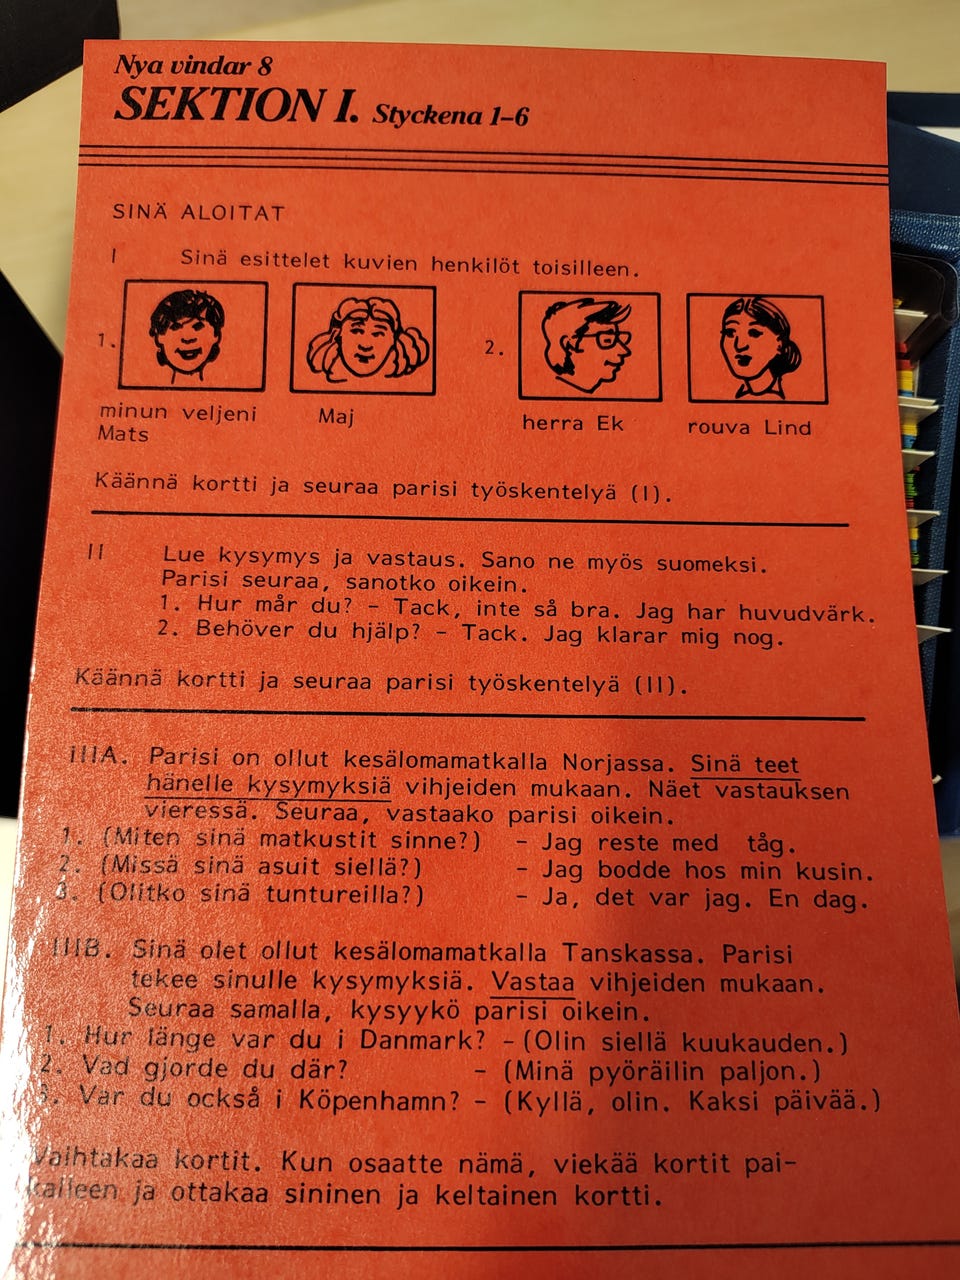 Nya vindar 8
SEKTION I. Styckena 1–6
SINÄ ALOITAT
I Sinä esittelet kuvien henkilöt toisilleen.
1. 2.
minun veljeni Mats Maj herra Ek rouva Lind
Käännä kortti ja seuraa parisi työskentelyä (I).
II Lue kysymys ja vastaus. Sano ne myös suomeksi.
Parisi seuraa, sanotko oikein.
1. Hur mår du? – Tack, inte så bra. Jag har huvudvärk.
2. Behöver du hjälp? – Tack. Jag klarar mig nog.
Käännä kortti ja seuraa parisi työskentelyä (II).
IIIA. Parisi on ollut kesälomamatkalla Norjassa. Sinä teet
hänelle kysymyksiä vihjeiden mukaan. Näet vastauksen
vieressä. Seuraa, vastaako parisi oikein.
1. (Miten sinä matkustit sinne?) – Jag reste med tåg.
2. (Missä sinä asuit siellä?) – Jag bodde hos min kusin.
3. (Olitko sinä tuntureilla?) – Ja, det var jag. En dag.
IIIB. Sinä olet ollut kesälomamatkalla Tanskassa. Parisi
tekee sinulle kysymyksiä. Vastaa vihjeiden mukaan.
Seuraa samalla, kysyykö parisi oikein.
1. Hur länge var du i Danmark? – (Olin siellä kuukauden.)
2. Vad gjorde du där? – (Minä pyöräilin paljon.)
3. Var du också i Köpenhamn? – (Kyllä, olin. Kaksi päivää.)
Vaihtakaa kortit. Kun osaatte nämä, viekää kortit pai–
kalleen ja ottakaa sininen ja keltainen kortti.